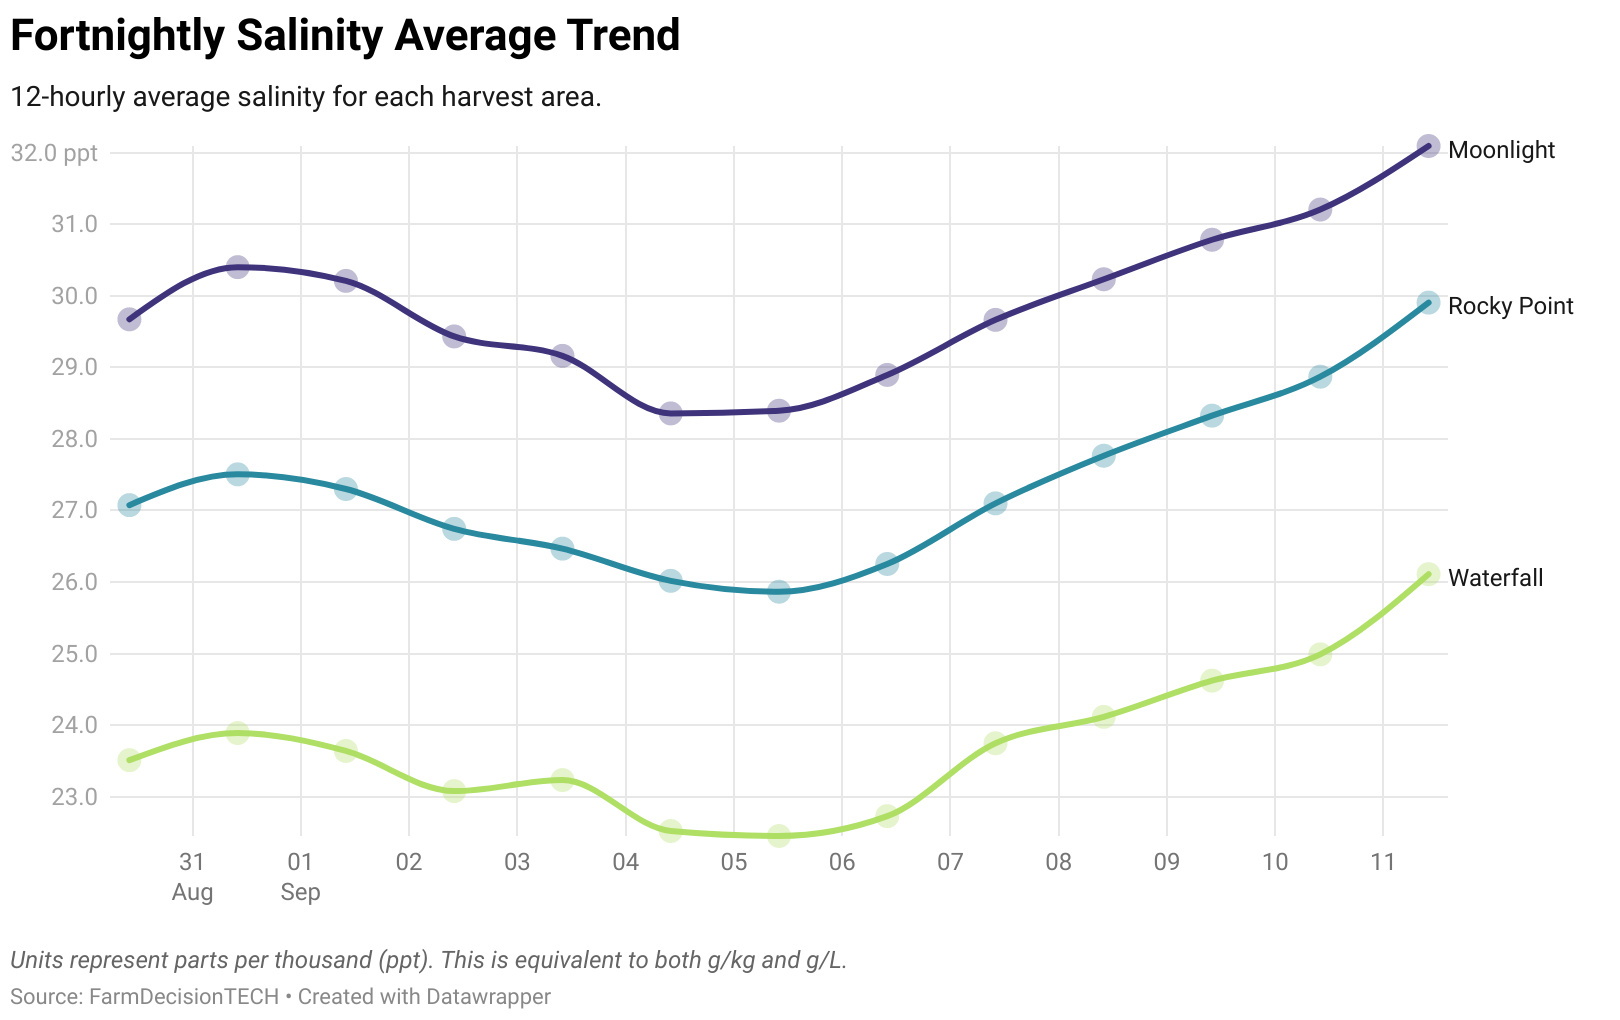 Fortnightly Salinity Average Trend
12-hourly average salinity for each harvest area.
32.0 ppt
Moonlight
31.0
30.0
Rocky Point
29.0
28.0
27.0
26.0
Waterfall
25.0
24.0
23.0
31 01 02 03 04 05 06 07 08 09 10 11
Aug Sep
Units represent parts per thousand (ppt). This is equivalent to both g/kg and g/L.
Source: FarmDecisionTECH • Created with Datawrapper